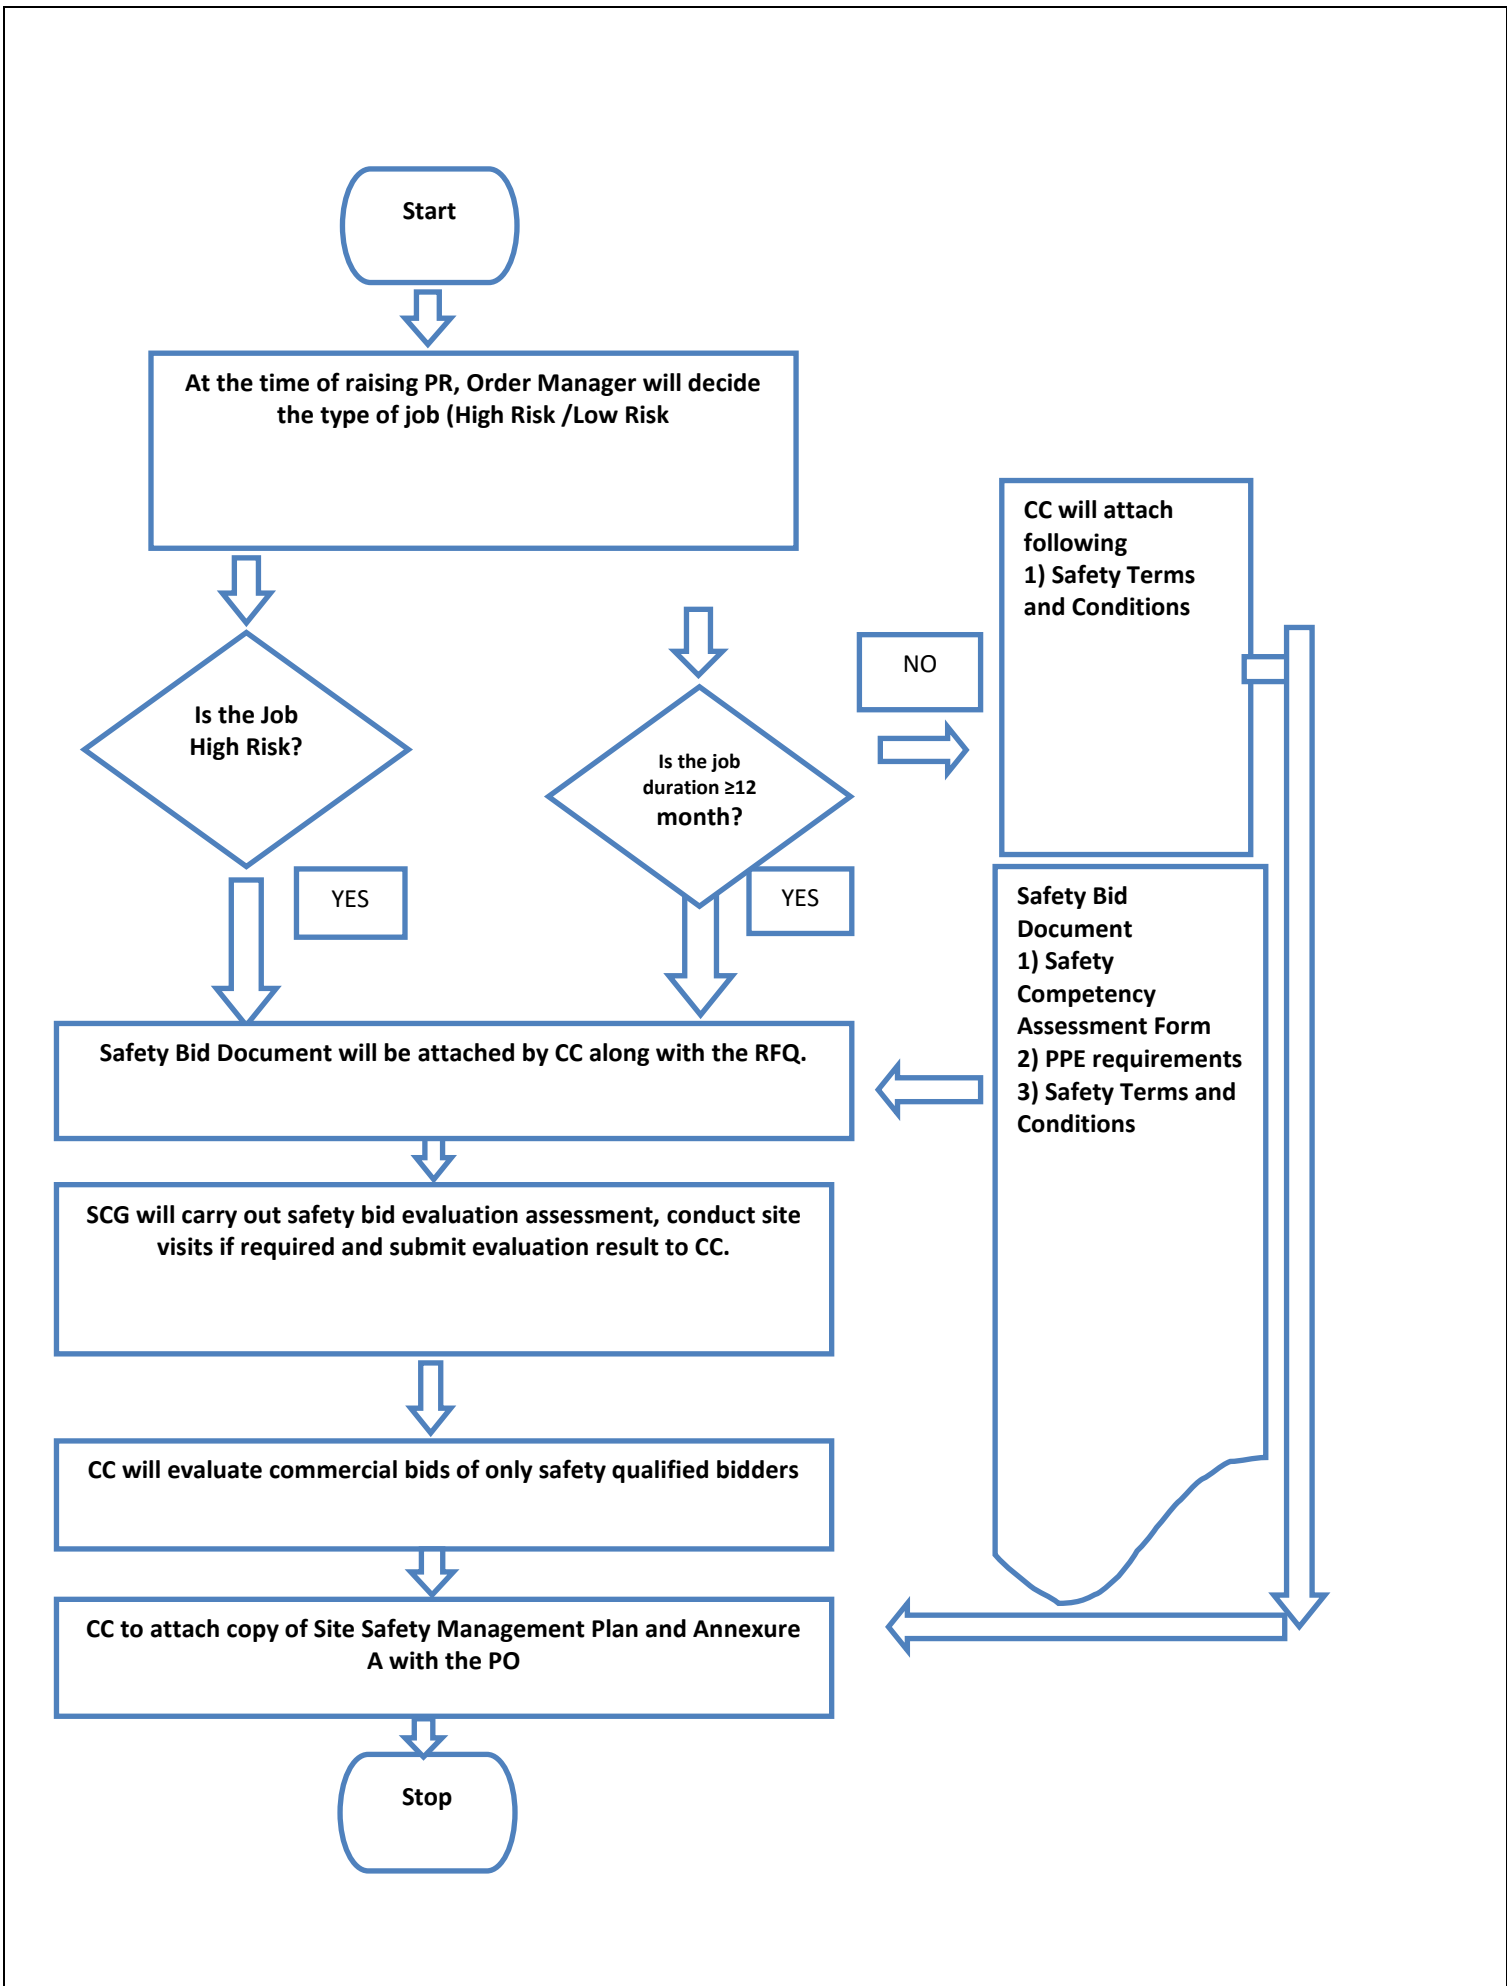 Start
At the time of raising PR, Order Manager will decide
the type of job (High Risk /Low Risk
CC will attach
following
1) Safety Terms
and Conditions
NO
Is the Job
High Risk?
Is the job
duration ≥12
month?
YES
YES
Safety Bid
Document
1) Safety
Competency
Assessment Form
2) PPE requirements
3) Safety Terms and
Conditions
Safety Bid Document will be attached by CC along with the RFQ.
SCG will carry out safety bid evaluation assessment, conduct site
visits if required and submit evaluation result to CC.
CC will evaluate commercial bids of only safety qualified bidders
CC to attach copy of Site Safety Management Plan and Annexure
A with the PO
Stop